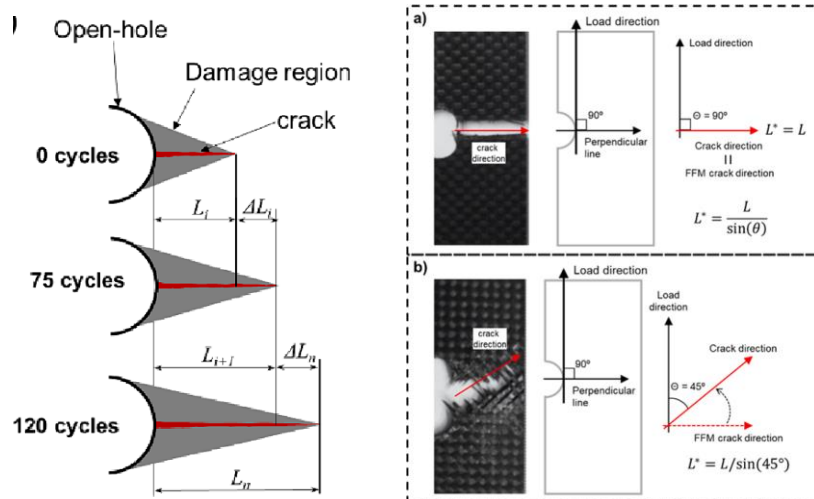 Open-hole
Damage region
crack
0 cycles
L_i ΔL_i
75 cycles
L_{i+1} ΔL_n
120 cycles
L_n
a)
Load direction
90°
Perpendicular
line
crack
direction
Load direction
Θ = 90°
L* = L
Crack direction
=
FFM crack direction
L* = L / sin(θ)
b)
Load direction
90°
Perpendicular
line
crack
direction
Load
direction
Crack direction
Θ = 45°
FFM crack direction
L* = L/sin(45°)